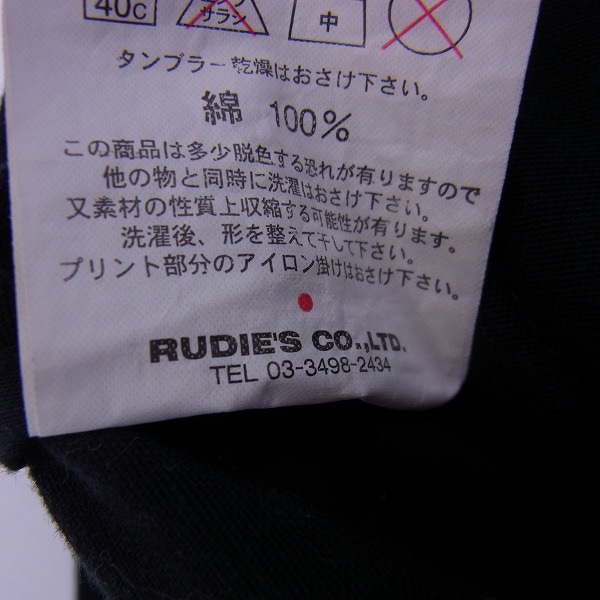 40c
サラシ
中
タンブラー乾燥はおさけ下さい。
綿 100%
この商品は多少脱色する恐れが有りますので
他の物と同時に洗濯はおさけ下さい。
又素材の性質上収縮する可能性が有ります。
洗濯後、形を整えて干して下さい。
プリント部分のアイロン掛けはおさけ下さい。
RUDIE'S CO.,LTD.
TEL 03-3498-2434